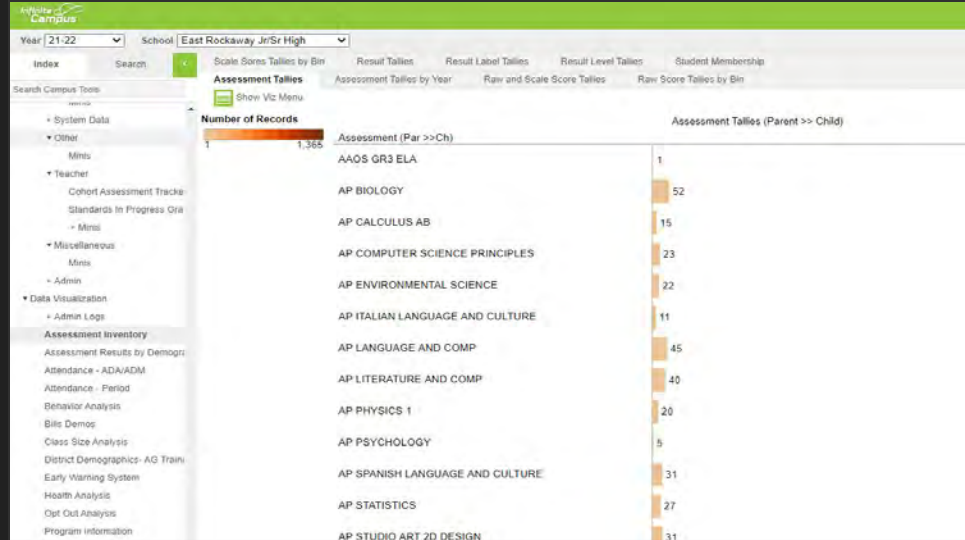 Infinite Campus
Year 21-22 School East Rockaway Jr/Sr High
Index Search
Search Campus Tools
Minis
System Data
Other
Minis
Teacher
Cohort Assessment Tracke
Standards In Progress Gra
Minis
Miscellaneous
Minis
Admin
Data Visualization
Admin Logs
Assessment Inventory
Assessment Results by Demogra
Attendance - ADA/ADM
Attendance - Period
Behavior Analysis
Bills Demos
Class Size Analysis
District Demographics- AG Traini
Early Warning System
Health Analysis
Opt Out Analysis
Program Information
Scale Sores Tallies by Bin Result Tallies Result Label Tallies Result Level Tallies Student Membership
Assessment Tallies Assessment Tallies by Year Raw and Scale Score Tallies Raw Score Tallies by Bin
Show Viz Menu
Number of Records
1 1,365
Assessment Tallies (Parent >> Child)
Assessment (Par >>Ch)
AAOS GR3 ELA 1
AP BIOLOGY 52
AP CALCULUS AB 15
AP COMPUTER SCIENCE PRINCIPLES 23
AP ENVIRONMENTAL SCIENCE 22
AP ITALIAN LANGUAGE AND CULTURE 11
AP LANGUAGE AND COMP 45
AP LITERATURE AND COMP 40
AP PHYSICS 1 20
AP PSYCHOLOGY 5
AP SPANISH LANGUAGE AND CULTURE 31
AP STATISTICS 27
AP STUDIO ART 2D DESIGN 31